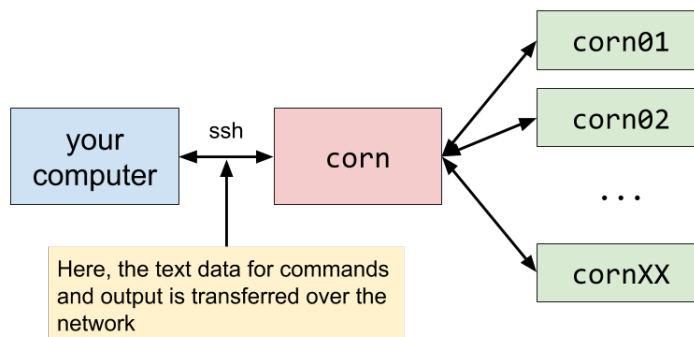 your
computer
ssh
corn
corn01
corn02
...
cornXX
Here, the text data for commands
and output is transferred over the
network